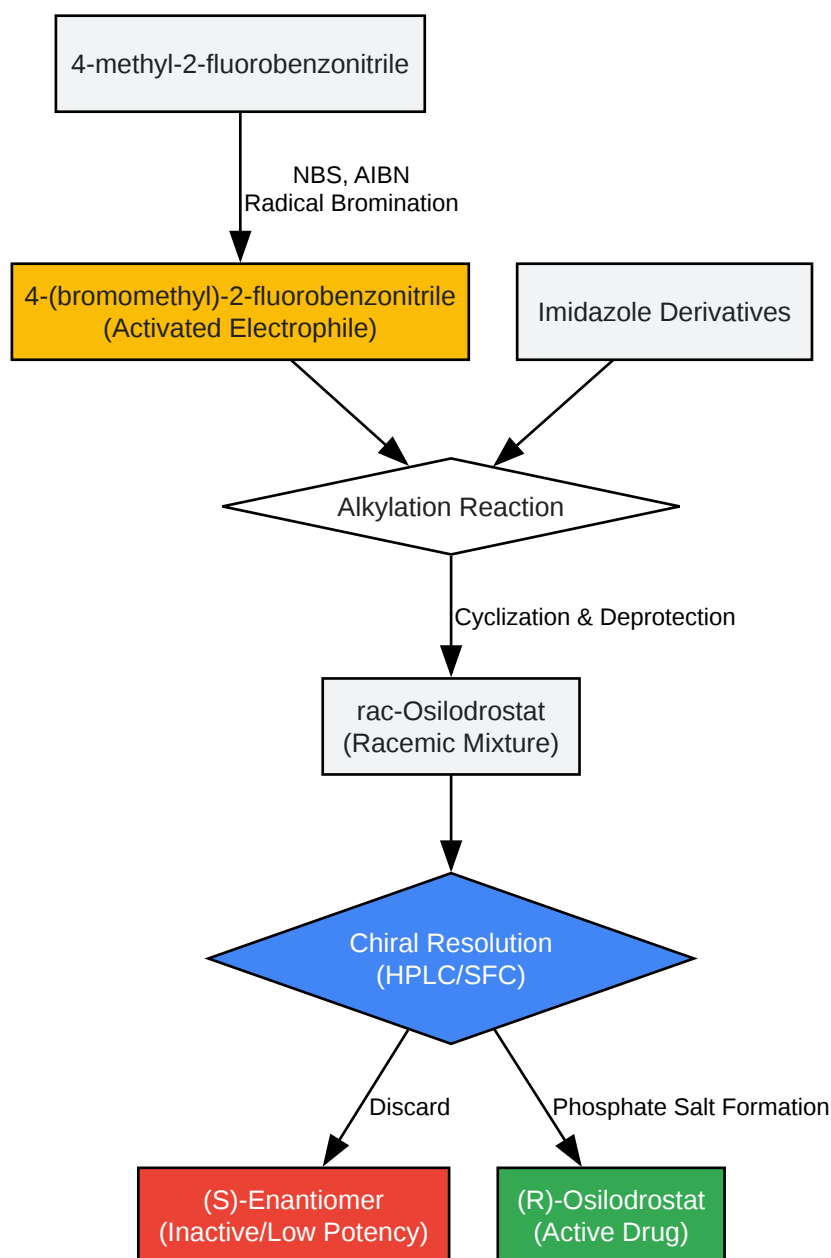 4-methyl-2-fluorobenzonitrile
NBS, AIBN
Radical Bromination
4-(bromomethyl)-2-fluorobenzonitrile
(Activated Electrophile)
Imidazole Derivatives
Alkylation Reaction
Cyclization & Deprotection
rac-Osilodrostat
(Racemic Mixture)
Chiral Resolution
(HPLC/SFC)
Discard
Phosphate Salt Formation
(S)-Enantiomer
(Inactive/Low Potency)
(R)-Osilodrostat
(Active Drug)